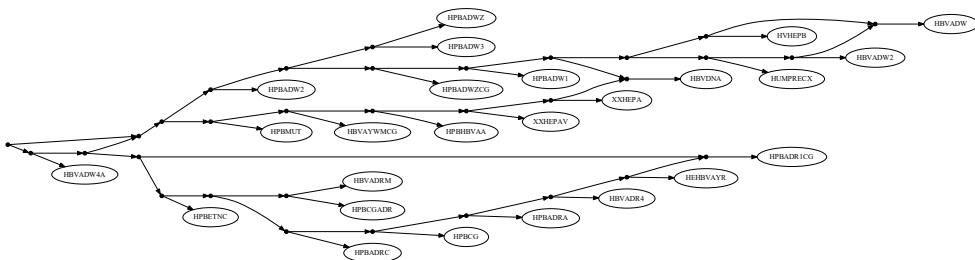 HPBADWZ
HBVADW
HVHEPB
HPBADW3
HBVADW2
HPBADW1
HBVDNA
HUMPRECX
HPBADW2
HPBADWZCG
XXHEPA
XXHEPAV
HPBMUT
HBVAYWMCG
HPBHBVAA
HPBADR1CG
HBVADW4A
HEHBVAYR
HBVADRM
HBVADR4
HPBETNC
HPBCGADR
HPBADRA
HPBCG
HPBADRC